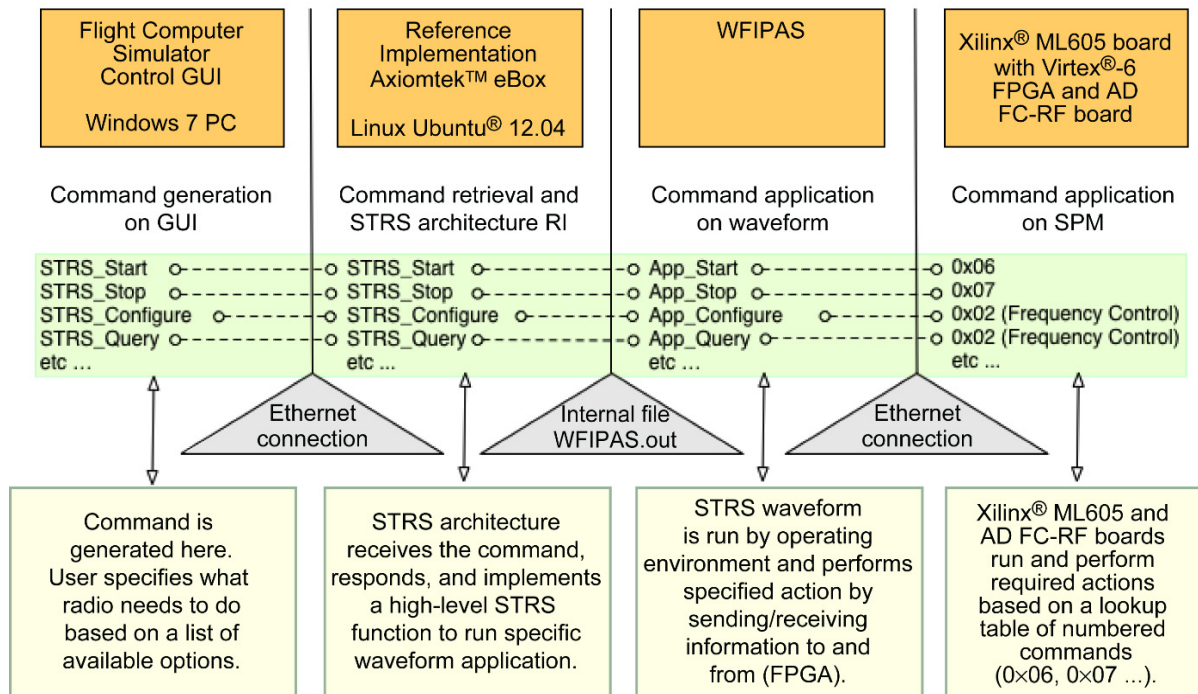 Flight Computer
Simulator
Control GUI
Windows 7 PC
Reference
Implementation
Axiomtek™ eBox
Linux Ubuntu® 12.04
WFIPAS
Xilinx® ML605 board
with Virtex®-6
FPGA and AD
FC-RF board
Command generation
on GUI
Command retrieval and
STRS architecture RI
Command application
on waveform
Command application
on SPM
STRS_Start STRS_Start App_Start 0x06
STRS_Stop STRS_Stop App_Stop 0x07
STRS_Configure STRS_Configure App_Configure 0x02 (Frequency Control)
STRS_Query STRS_Query App_Query 0x02 (Frequency Control)
etc ... etc ... etc ... etc ...
Ethernet
connection
Internal file
WFIPAS.out
Ethernet
connection
Command is
generated here.
User specifies what
radio needs to do
based on a list of
available options.
STRS architecture
receives the command,
responds, and implements
a high-level STRS
function to run specific
waveform application.
STRS waveform
is run by operating
environment and performs
specified action by
sending/receiving
information to and
from (FPGA).
Xilinx® ML605 and
AD FC-RF boards
run and perform
required actions
based on a lookup
table of numbered
commands
(0×06, 0×07 ...).